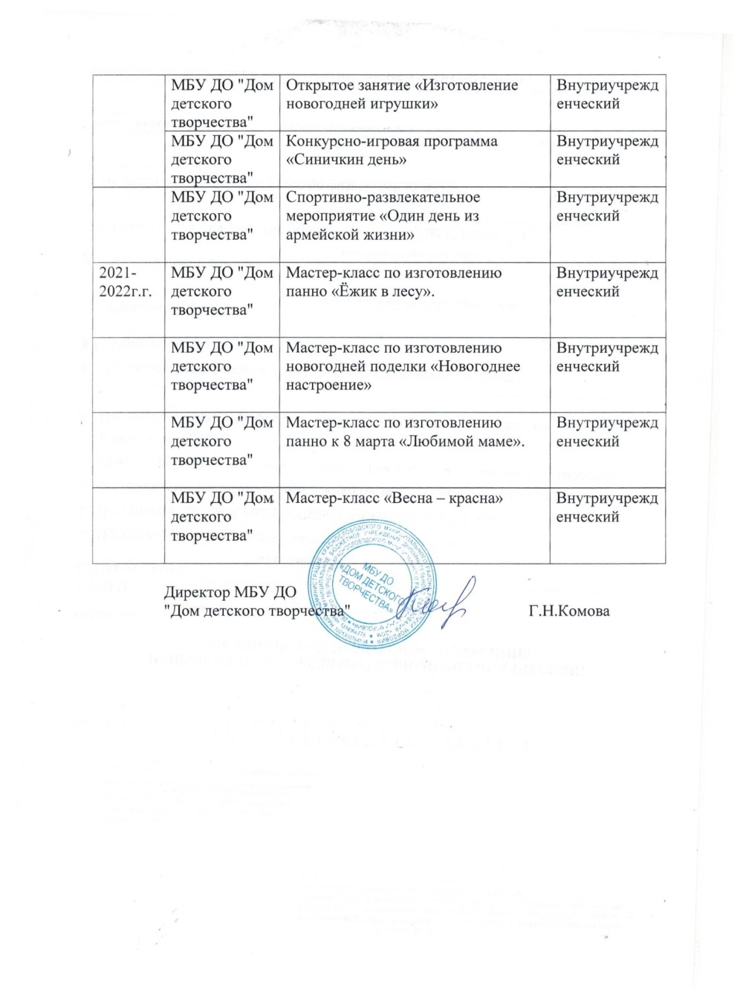 МБУ ДО "Дом
детского
творчества"
Открытое занятие «Изготовление
новогодней игрушки»
Внутриучрежд
енческий
МБУ ДО "Дом
детского
творчества"
Конкурсно-игровая программа
«Синичкин день»
Внутриучрежд
енческий
МБУ ДО "Дом
детского
творчества"
Спортивно-развлекательное
мероприятие «Один день из
армейской жизни»
Внутриучрежд
енческий
2021-
2022г.г.
МБУ ДО "Дом
детского
творчества"
Мастер-класс по изготовлению
панно «Ёжик в лесу».
Внутриучрежд
енческий
МБУ ДО "Дом
детского
творчества"
Мастер-класс по изготовлению
новогодней поделки «Новогоднее
настроение»
Внутриучрежд
енческий
МБУ ДО "Дом
детского
творчества"
Мастер-класс по изготовлению
панно к 8 марта «Любимой маме».
Внутриучрежд
енческий
МБУ ДО "Дом
детского
творчества"
Мастер-класс «Весна – красна»
Внутриучрежд
енческий
Директор МБУ ДО
"Дом детского творчества"
Г.Н.Комова
МБУ ДО
«ДОМ ДЕТСКОГО
ТВОРЧЕСТВА»